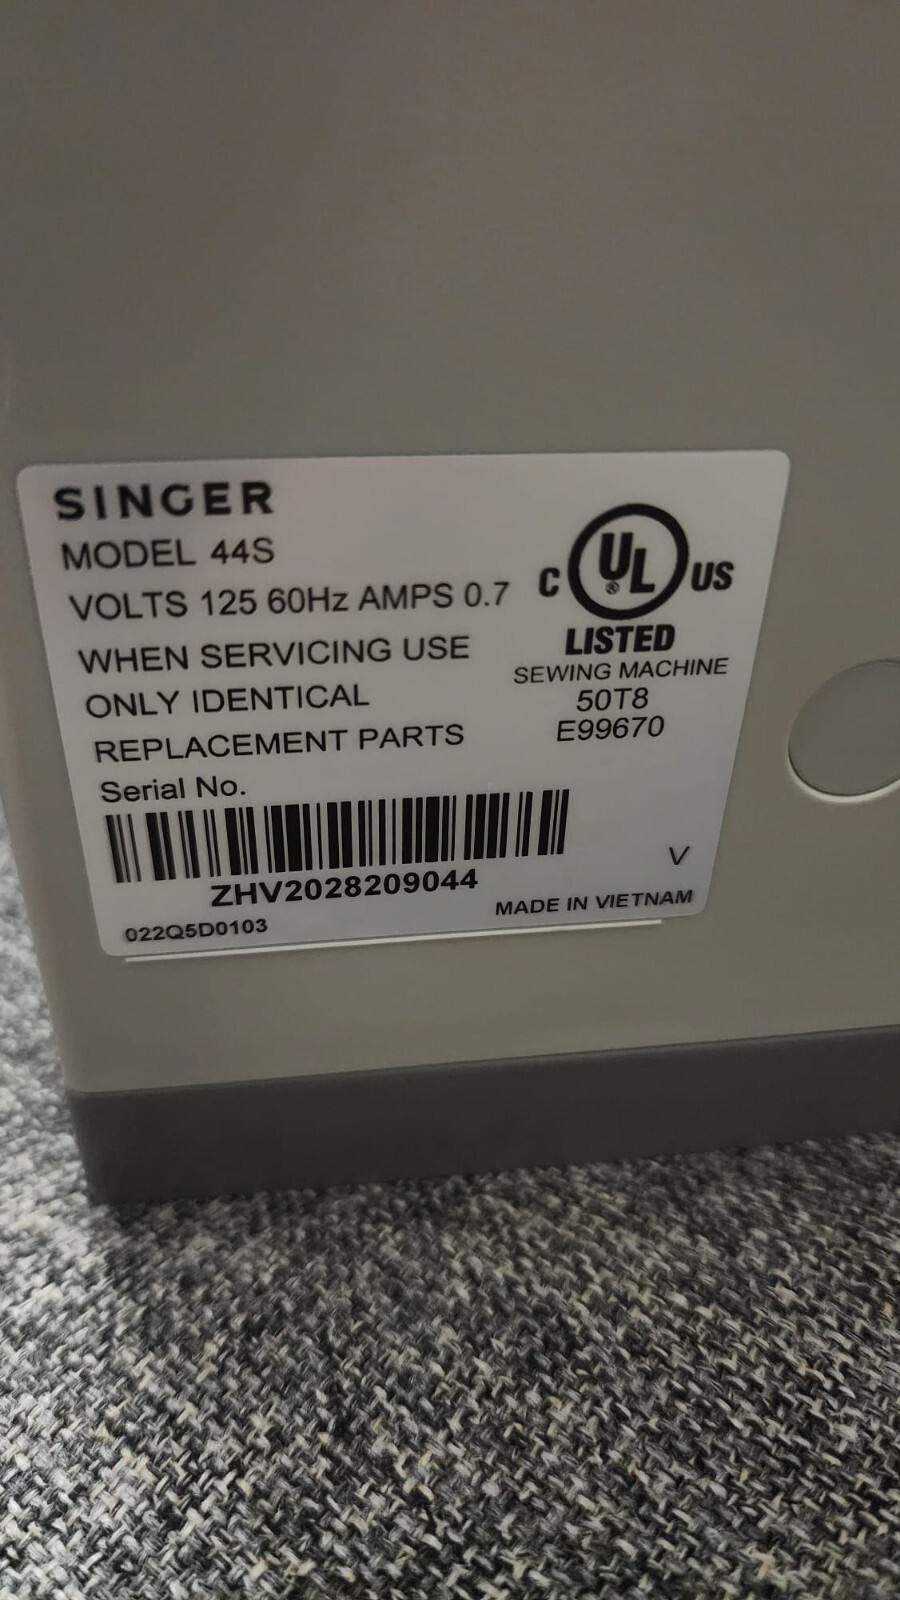 SINGER
MODEL 44S
VOLTS 125 60Hz AMPS 0.7
WHEN SERVICING USE
ONLY IDENTICAL
REPLACEMENT PARTS
Serial No.
ZHV2028209044
022Q5D0103
C UL ® US
LISTED
SEWING MACHINE
50T8
E99670
V
MADE IN VIETNAM